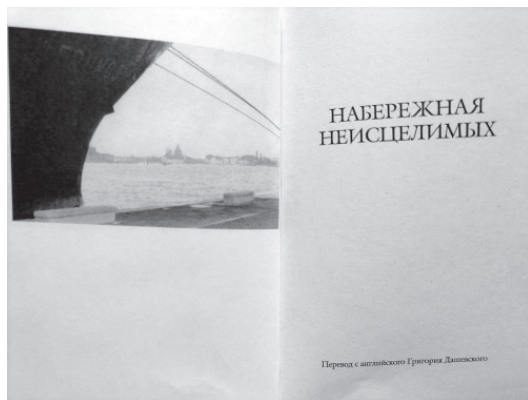 НАБЕРЕЖНАЯ
НЕИСЦЕЛИМЫХ
Перевод с английского Григория Дашевского